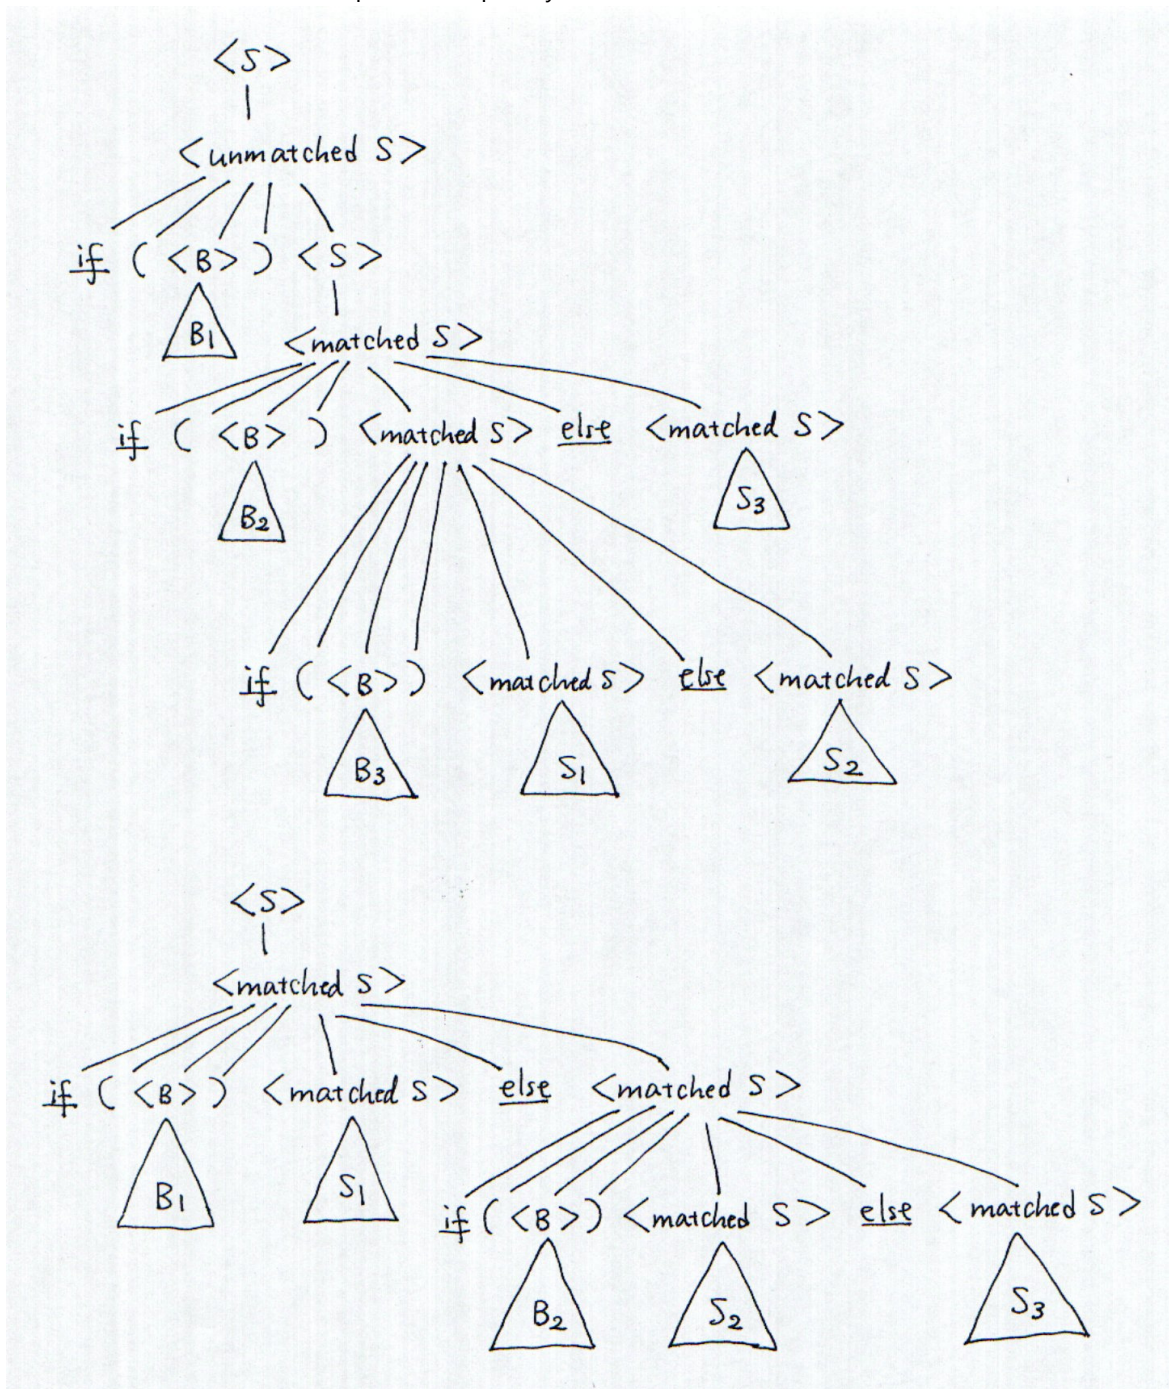 <S>
<unmatched S>
if ( <B> ) <S>
B1
<matched S>
if ( <B> ) <matched S> else <matched S>
B2
S3
if ( <B> ) <matched S> else <matched S>
B3
S1
S2
<S>
<matched S>
if ( <B> ) <matched S> else <matched S>
B1
S1
if ( <B> ) <matched S> else <matched S>
B2
S2
S3